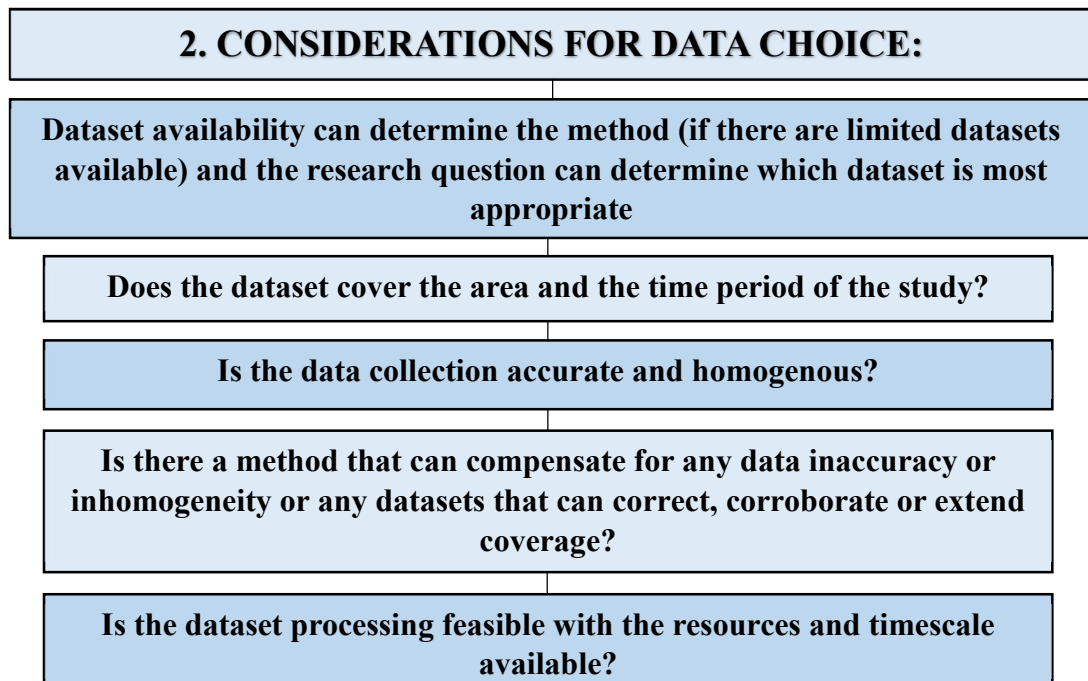 2. CONSIDERATIONS FOR DATA CHOICE:
Dataset availability can determine the method (if there are limited datasets
available) and the research question can determine which dataset is most
appropriate
Does the dataset cover the area and the time period of the study?
Is the data collection accurate and homogenous?
Is there a method that can compensate for any data inaccuracy or
inhomogeneity or any datasets that can correct, corroborate or extend
coverage?
Is the dataset processing feasible with the resources and timescale
available?